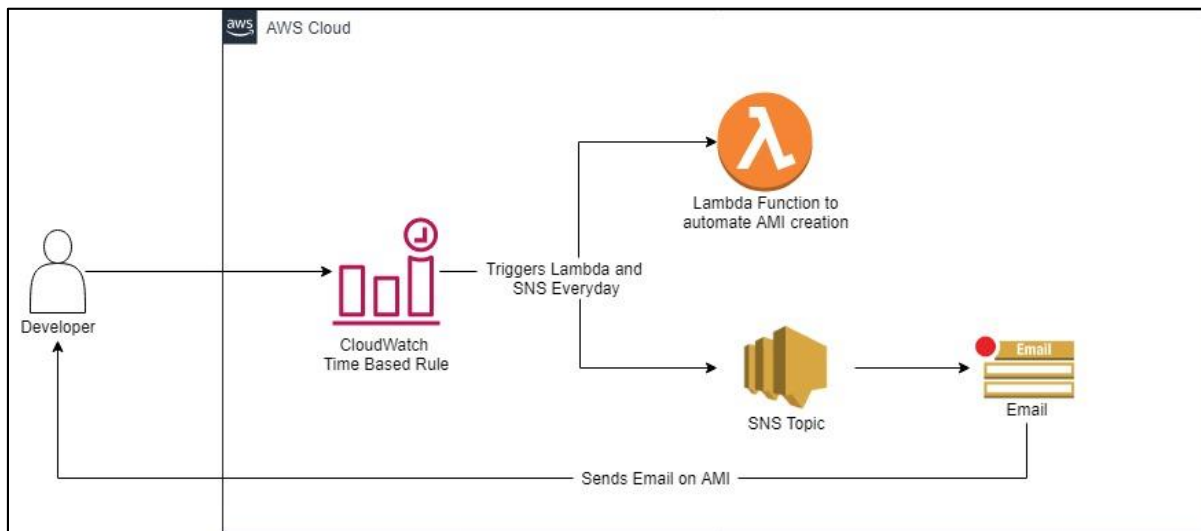 aws
AWS Cloud
Lambda Function to
automate AMI creation
Triggers Lambda and
SNS Everyday
Developer
CloudWatch
Time Based Rule
Email
SNS Topic
Email
Sends Email on AMI